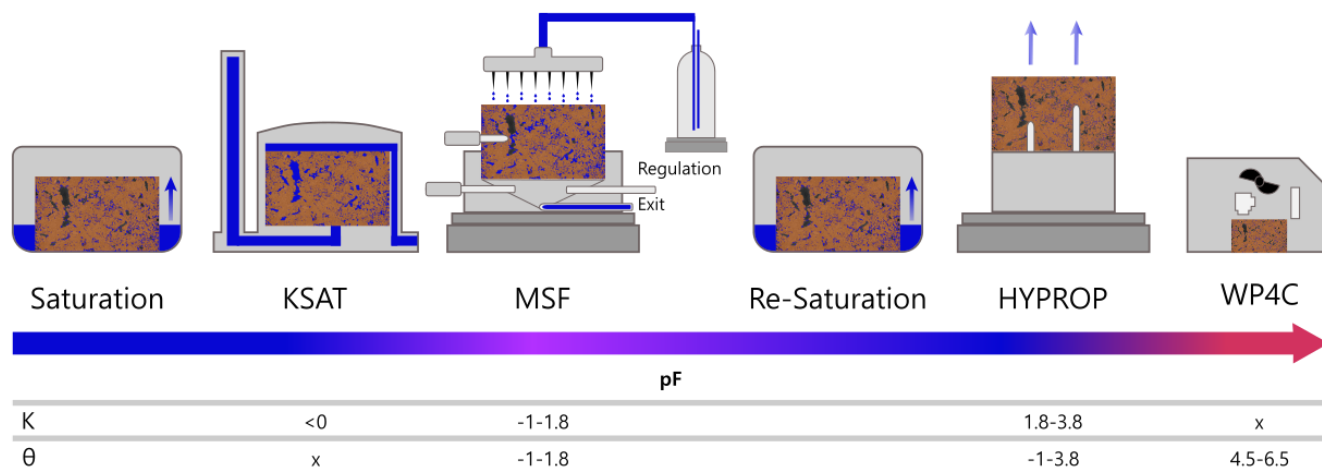 Regulation
Exit
Saturation KSAT MSF Re-Saturation HYPROP WP4C
pF
K <0 -1-1.8 1.8-3.8 x
θ x -1-1.8 -1-3.8 4.5-6.5